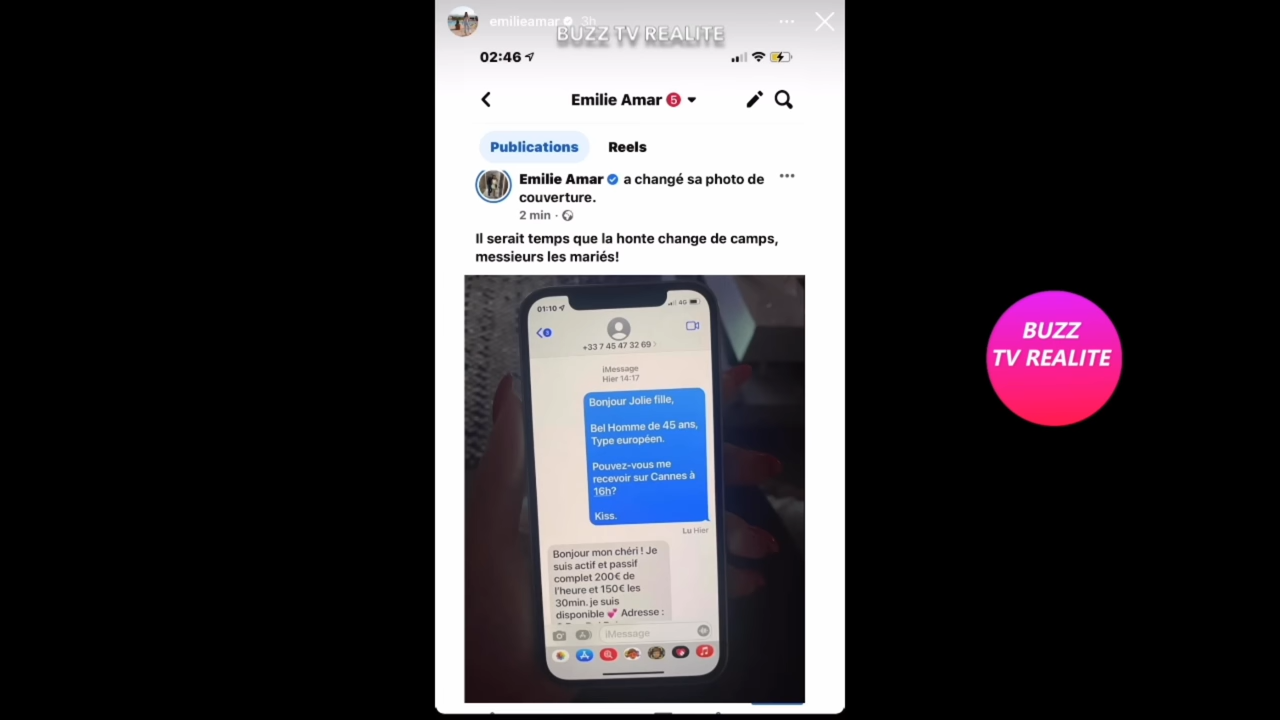 emilieamar 3h
BUZZ TV REALITE
02:46
Emilie Amar 5
Publications Reels
Emilie Amar a changé sa photo de
couverture.
2 min ·
Il serait temps que la honte change de camps,
messieurs les mariés!
01:10 4G
3
+33 7 45 47 32 69
iMessage
Hier 14:17
Bonjour Jolie fille,
Bel Homme de 45 ans,
Type européen.
Pouvez-vous me
recevoir sur Cannes à
16h?
Kiss.
Lu Hier
Bonjour mon chéri ! Je
suis actif et passif
complet 200€ de
l'heure et 150€ les
30min. je suis
disponible 💕 Adresse :
iMessage
BUZZ
TV REALITE